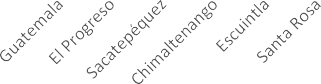 Guatemala
El Progreso
Sacatepéquez
Chimaltenango
Escuintla
Santa Rosa